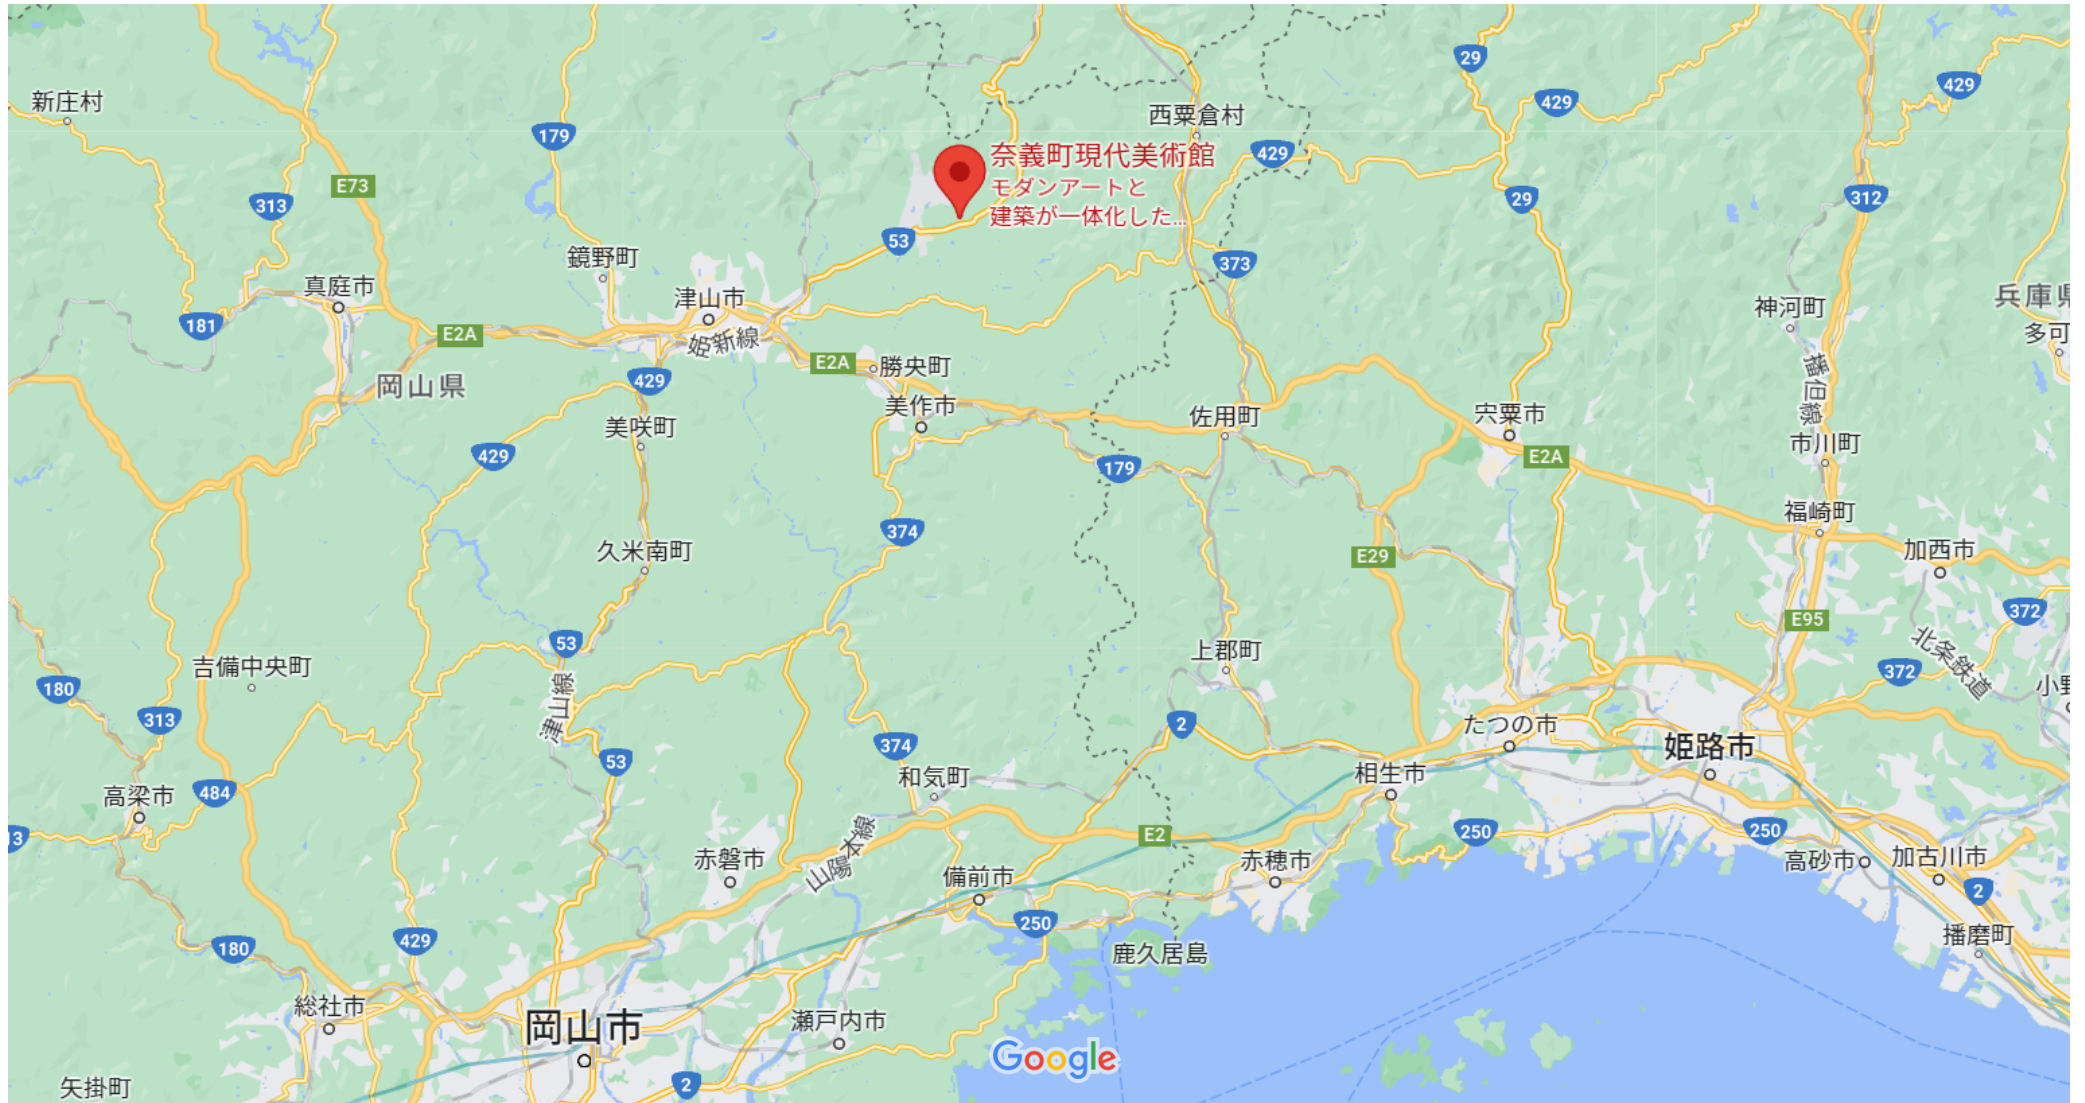 29
429
429
新庄村
西粟倉村
179
429
奈義町現代美術館
モダンアートと
建築が一体化した...
E73
313
29
312
53
鏡野町
373
真庭市
津山市
兵庫県
神河町
181
E2A
多可
姫新線
E2A
勝央町
岡山県
429
播但線
美作市
佐用町
宍粟市
美咲町
市川町
429
179
E2A
福崎町
374
久米南町
加西市
E29
372
E95
53
上郡町
北条鉄道
吉備中央町
372
180
小野
津山線
313
2
たつの市
374
姫路市
53
和気町
相生市
484
高梁市
13
E2
250
250
山陽本線
赤磐市
赤穂市
高砂市
加古川市
備前市
2
250
429
180
播磨町
鹿久居島
総社市
岡山市
瀬戸内市
Google
2
矢掛町